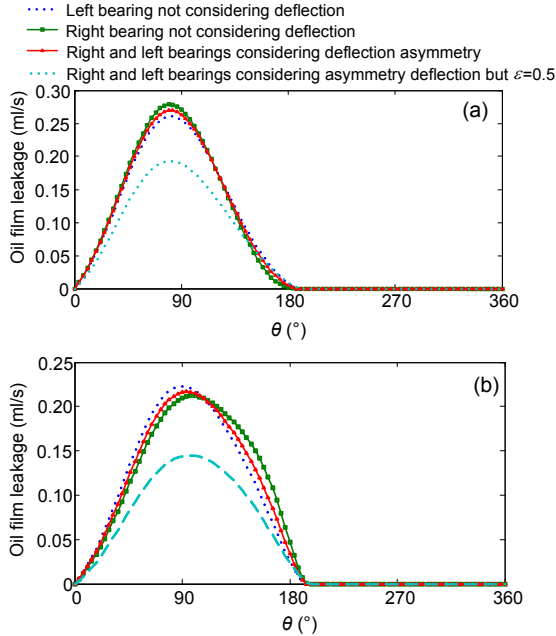 Left bearing not considering deflection
Right bearing not considering deflection
Right and left bearings considering deflection asymmetry
Right and left bearings considering asymmetry deflection but ε=0.5
(a)
Oil film leakage (ml/s)
0.30
0.25
0.20
0.15
0.10
0.05
0
0 90 180 270 360
θ (°)
(b)
Oil film leakage (ml/s)
0.25
0.20
0.15
0.10
0.05
0
0 90 180 270 360
θ (°)